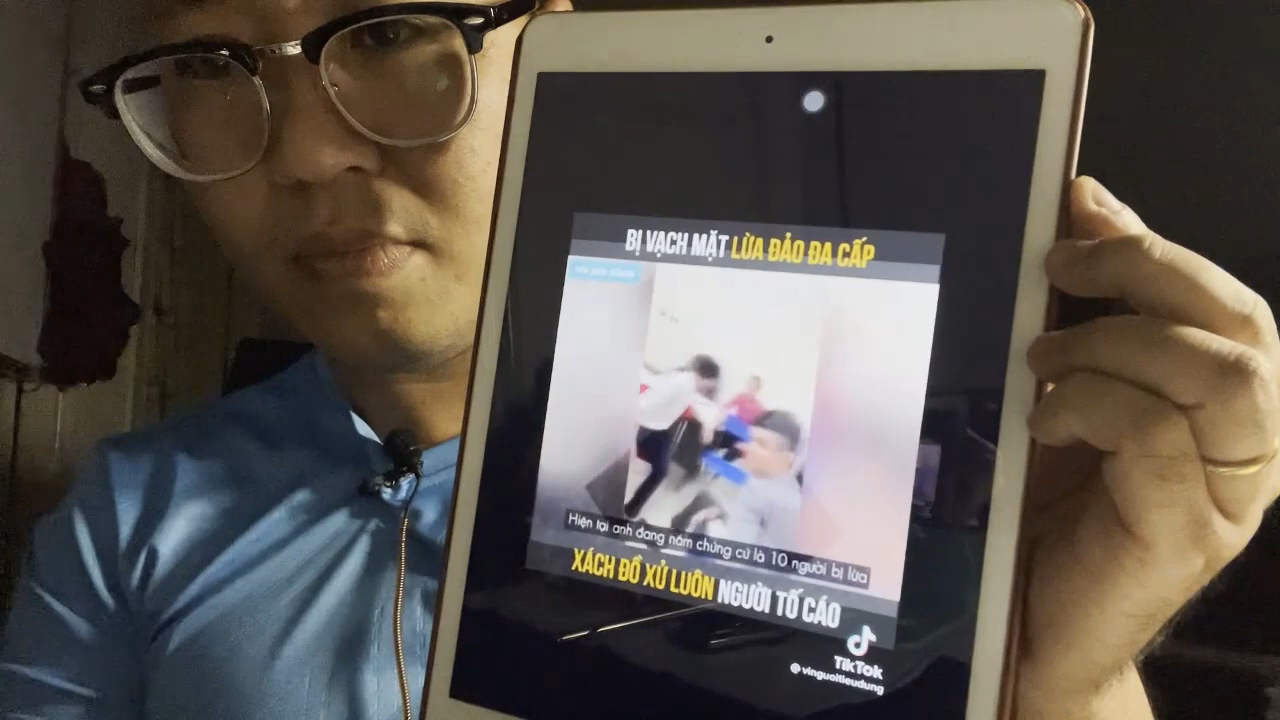 BỊ VẠCH MẶT LỪA ĐẢO ĐA CẤP
Hiện tại anh đang nắm chứng cứ là 10 người bị lừa
XÁCH ĐỒ XỬ LUÔN NGƯỜI TỐ CÁO
TikTok
@vinguoitieudung